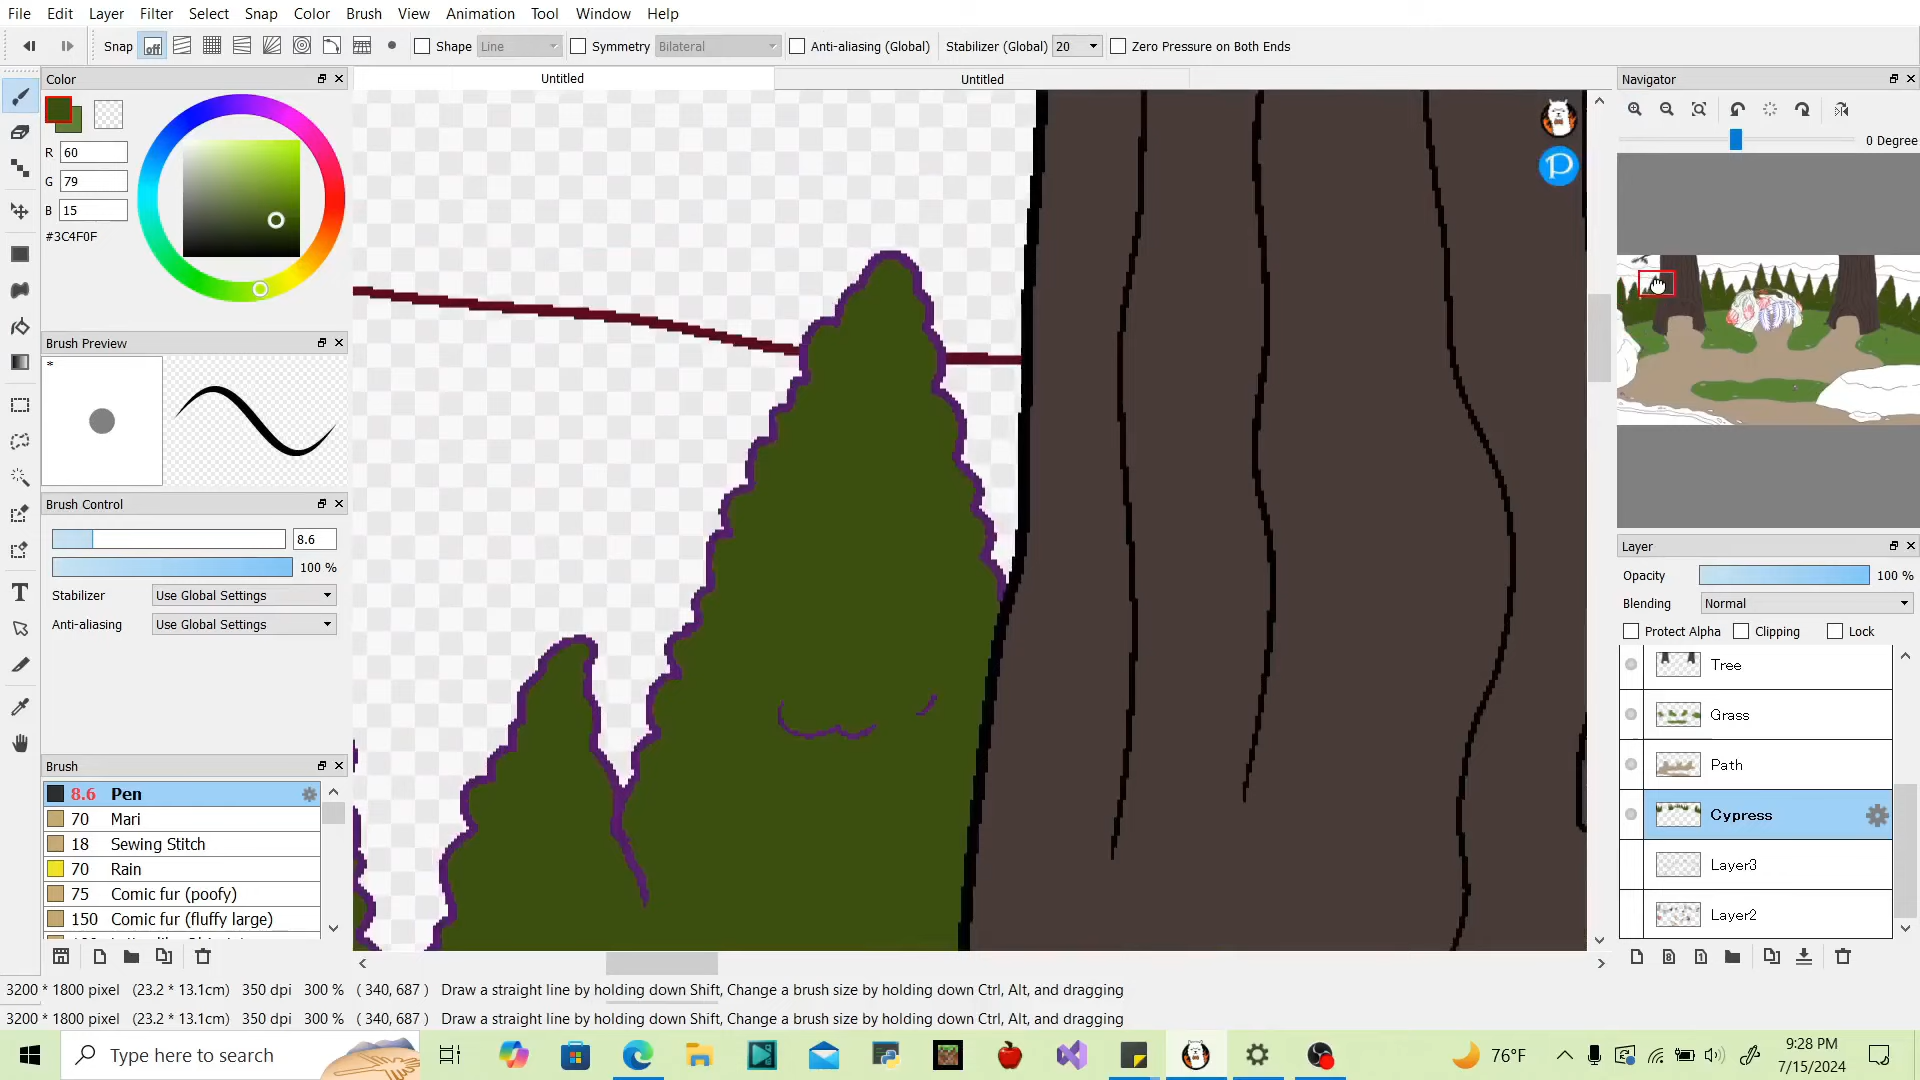 File Edit Layer Filter Select Snap Color Brush View Animation Tool Window Help
Snap off Shape Line Symmetry Bilateral Anti-aliasing (Global) Stabilizer (Global) 20 Zero Pressure on Both Ends
Color
Untitled
Untitled
Navigator
R 60
G 79
B 15
#3C4F0F
0 Degree
Brush Preview
*
Brush Control
8.6
100 %
Stabilizer Use Global Settings
Anti-aliasing Use Global Settings
Brush
8.6 Pen
70 Mari
18 Sewing Stitch
70 Rain
75 Comic fur (poofy)
150 Comic fur (fluffy large)
Layer
Opacity 100 %
Blending Normal
Protect Alpha Clipping Lock
Tree
Grass
Path
Cypress
Layer3
Layer2
3200 * 1800 pixel (23.2 * 13.1cm) 350 dpi 300 % ( 340, 687 ) Draw a straight line by holding down Shift, Change a brush size by holding down Ctrl, Alt, and dragging
3200 * 1800 pixel (23.2 * 13.1cm) 350 dpi 300 % ( 340, 687 ) Draw a straight line by holding down Shift, Change a brush size by holding down Ctrl, Alt, and dragging
Type here to search
76°F
9:28 PM
7/15/2024